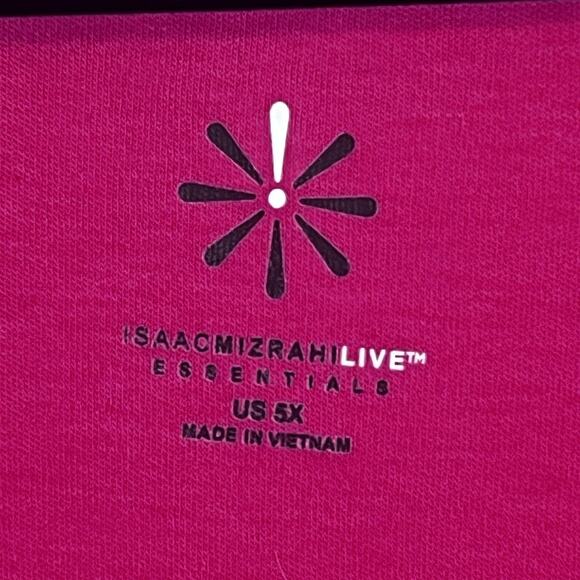 ISAACMIZRAHILIVE™
ESSENTIALS
US 5X
MADE IN VIETNAM